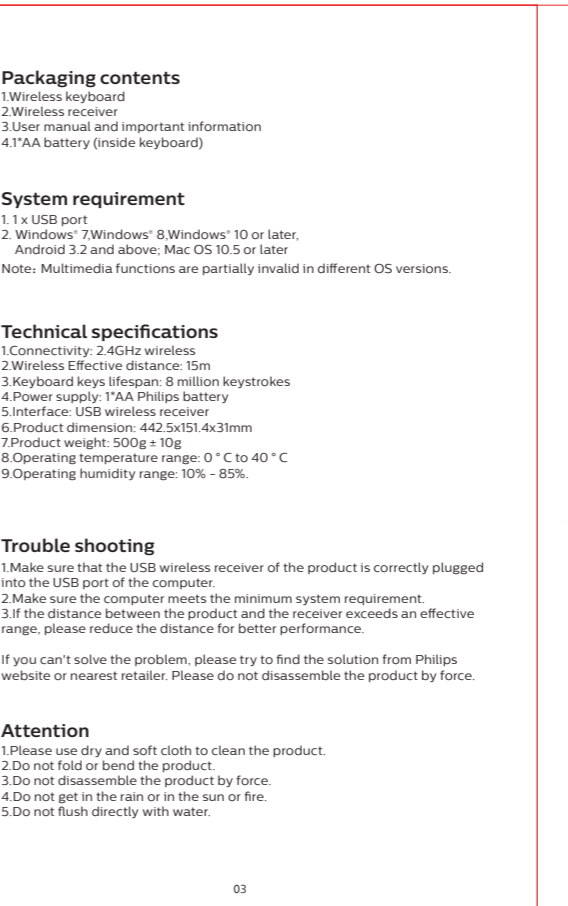 Packaging contents
1.Wireless keyboard
2.Wireless receiver
3.User manual and important information
4.1*AA battery (inside keyboard)
System requirement
1. 1 x USB port
2. Windows® 7,Windows® 8,Windows® 10 or later,
Android 3.2 and above; Mac OS 10.5 or later
Note: Multimedia functions are partially invalid in different OS versions.
Technical specifications
1.Connectivity: 2.4GHz wireless
2.Wireless Effective distance: 15m
3.Keyboard keys lifespan: 8 million keystrokes
4.Power supply: 1*AA Philips battery
5.Interface: USB wireless receiver
6.Product dimension: 442.5x151.4x31mm
7.Product weight: 500g ± 10g
8.Operating temperature range: 0 ° C to 40 ° C
9.Operating humidity range: 10% - 85%.
Trouble shooting
1.Make sure that the USB wireless receiver of the product is correctly plugged
into the USB port of the computer.
2.Make sure the computer meets the minimum system requirement.
3.If the distance between the product and the receiver exceeds an effective
range, please reduce the distance for better performance.
If you can't solve the problem, please try to find the solution from Philips
website or nearest retailer. Please do not disassemble the product by force.
Attention
1.Please use dry and soft cloth to clean the product.
2.Do not fold or bend the product.
3.Do not disassemble the product by force.
4.Do not get in the rain or in the sun or fire.
5.Do not flush directly with water.
03